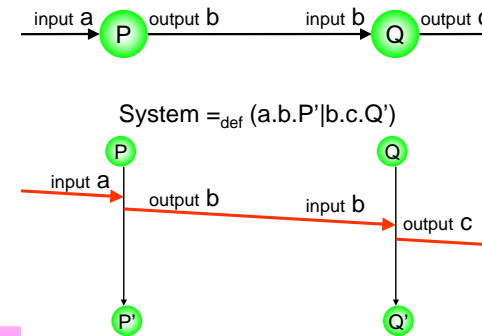 input a output b input b output c
P Q
System =def (a.b.P'|b.c.Q')
P Q
input a
output b input b
output c
P' Q'